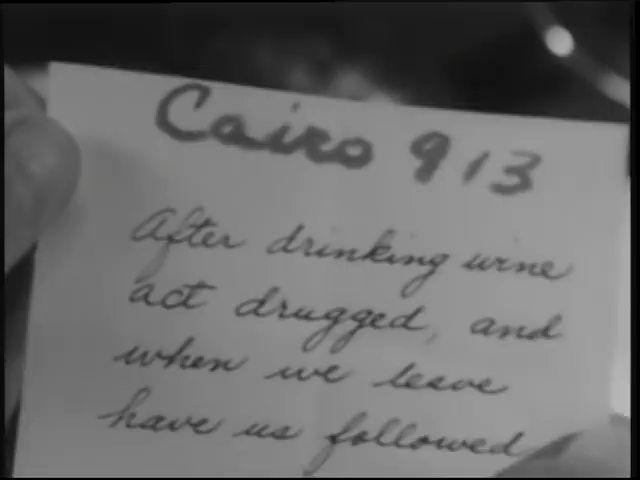 Cairo 913
After drinking wine
act drugged, and
when we leave
have us followed